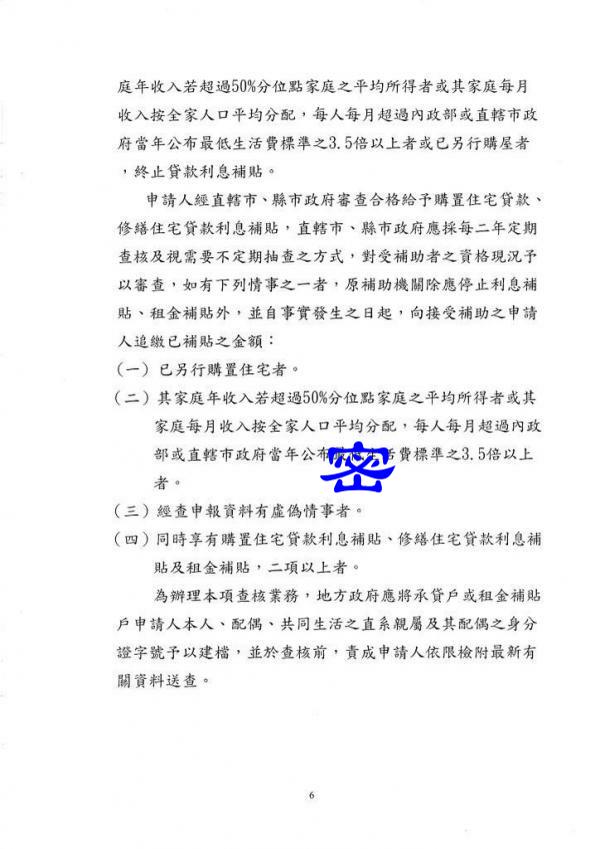 庭年收入若超過50%分位點家庭之平均所得者或其家庭每月
收入按全家人口平均分配，每人每月超過內政部或直轄市政
府當年公布最低生活費標準之3.5倍以上者或已另行購屋者
，終止貸款利息補貼。
申請人經直轄市、縣市政府審查合格給予購置住宅貸款、
修繕住宅貸款利息補貼，直轄市、縣市政府應採每二年定期
查核及視需要不定期抽查之方式，對受補助者之資格現況予
以審查，如有下列情事之一者，原補助機關除應停止利息補
貼、租金補貼外，並自事實發生之日起，向接受補助之申請
人追繳已補貼之金額：
（一）已另行購置住宅者。
（二）其家庭年收入若超過50%分位點家庭之平均所得者或其
家庭每月收入按全家人口平均分配，每人每月超過內政
部或直轄市政府當年公布最低生活費標準之3.5倍以上
者。
密
（三）經查申報資料有虛偽情事者。
（四）同時享有購置住宅貸款利息補貼、修繕住宅貸款利息補
貼及租金補貼，二項以上者。
為辦理本項查核業務，地方政府應將承貸戶或租金補貼
戶申請人本人、配偶、共同生活之直系親屬及其配偶之身分
證字號予以建檔，並於查核前，責成申請人依限檢附最新有
關資料送查。
6